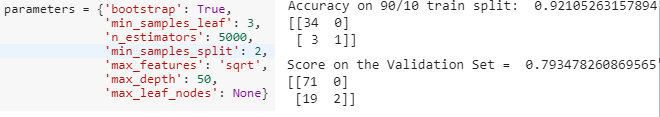 parameters = {'bootstrap': True,
'min_samples_leaf': 3,
'n_estimators': 5000,
'min_samples_split': 2,
'max_features': 'sqrt',
'max_depth': 50,
'max_leaf_nodes': None}
Accuracy on 90/10 train split:  0.92105263157894
[[34  0]
 [ 3  1]]
Score on the Validation Set =  0.793478260869565
[[71  0]
 [19  2]]